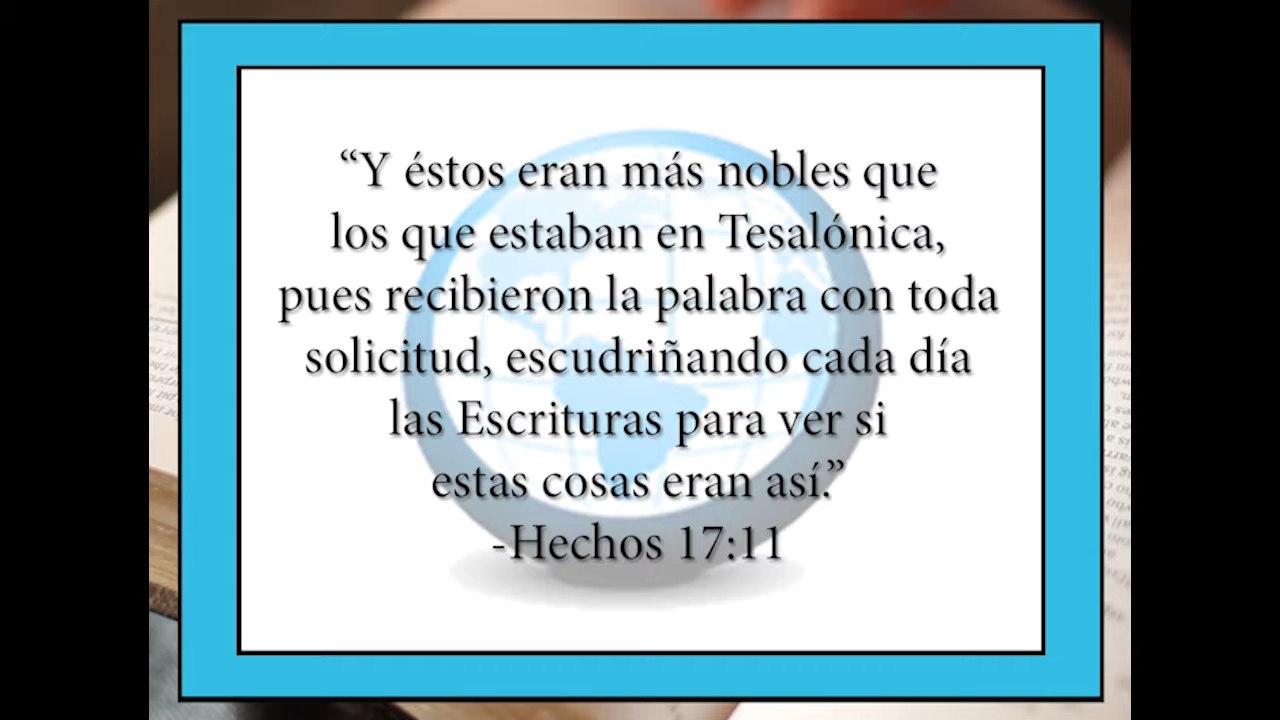 “Y éstos eran más nobles que
los que estaban en Tesalónica,
pues recibieron la palabra con toda
solicitud, escudriñando cada día
las Escrituras para ver si
estas cosas eran así.”
-Hechos 17:11